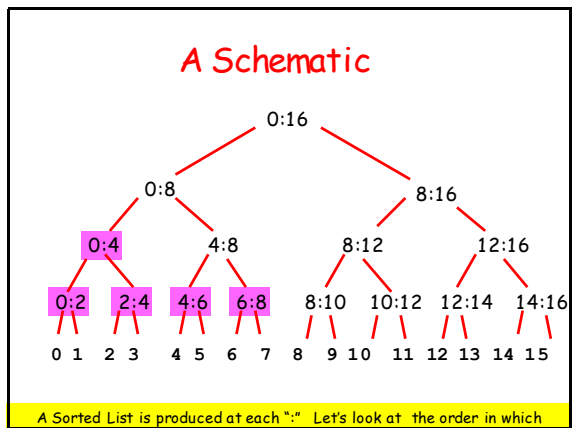 A Schematic
0:16
0:8 8:16
0:4 4:8 8:12 12:16
0:2 2:4 4:6 6:8 8:10 10:12 12:14 14:16
0 1 2 3 4 5 6 7 8 9 10 11 12 13 14 15
A Sorted List is produced at each “:” Let’s look at the order in which